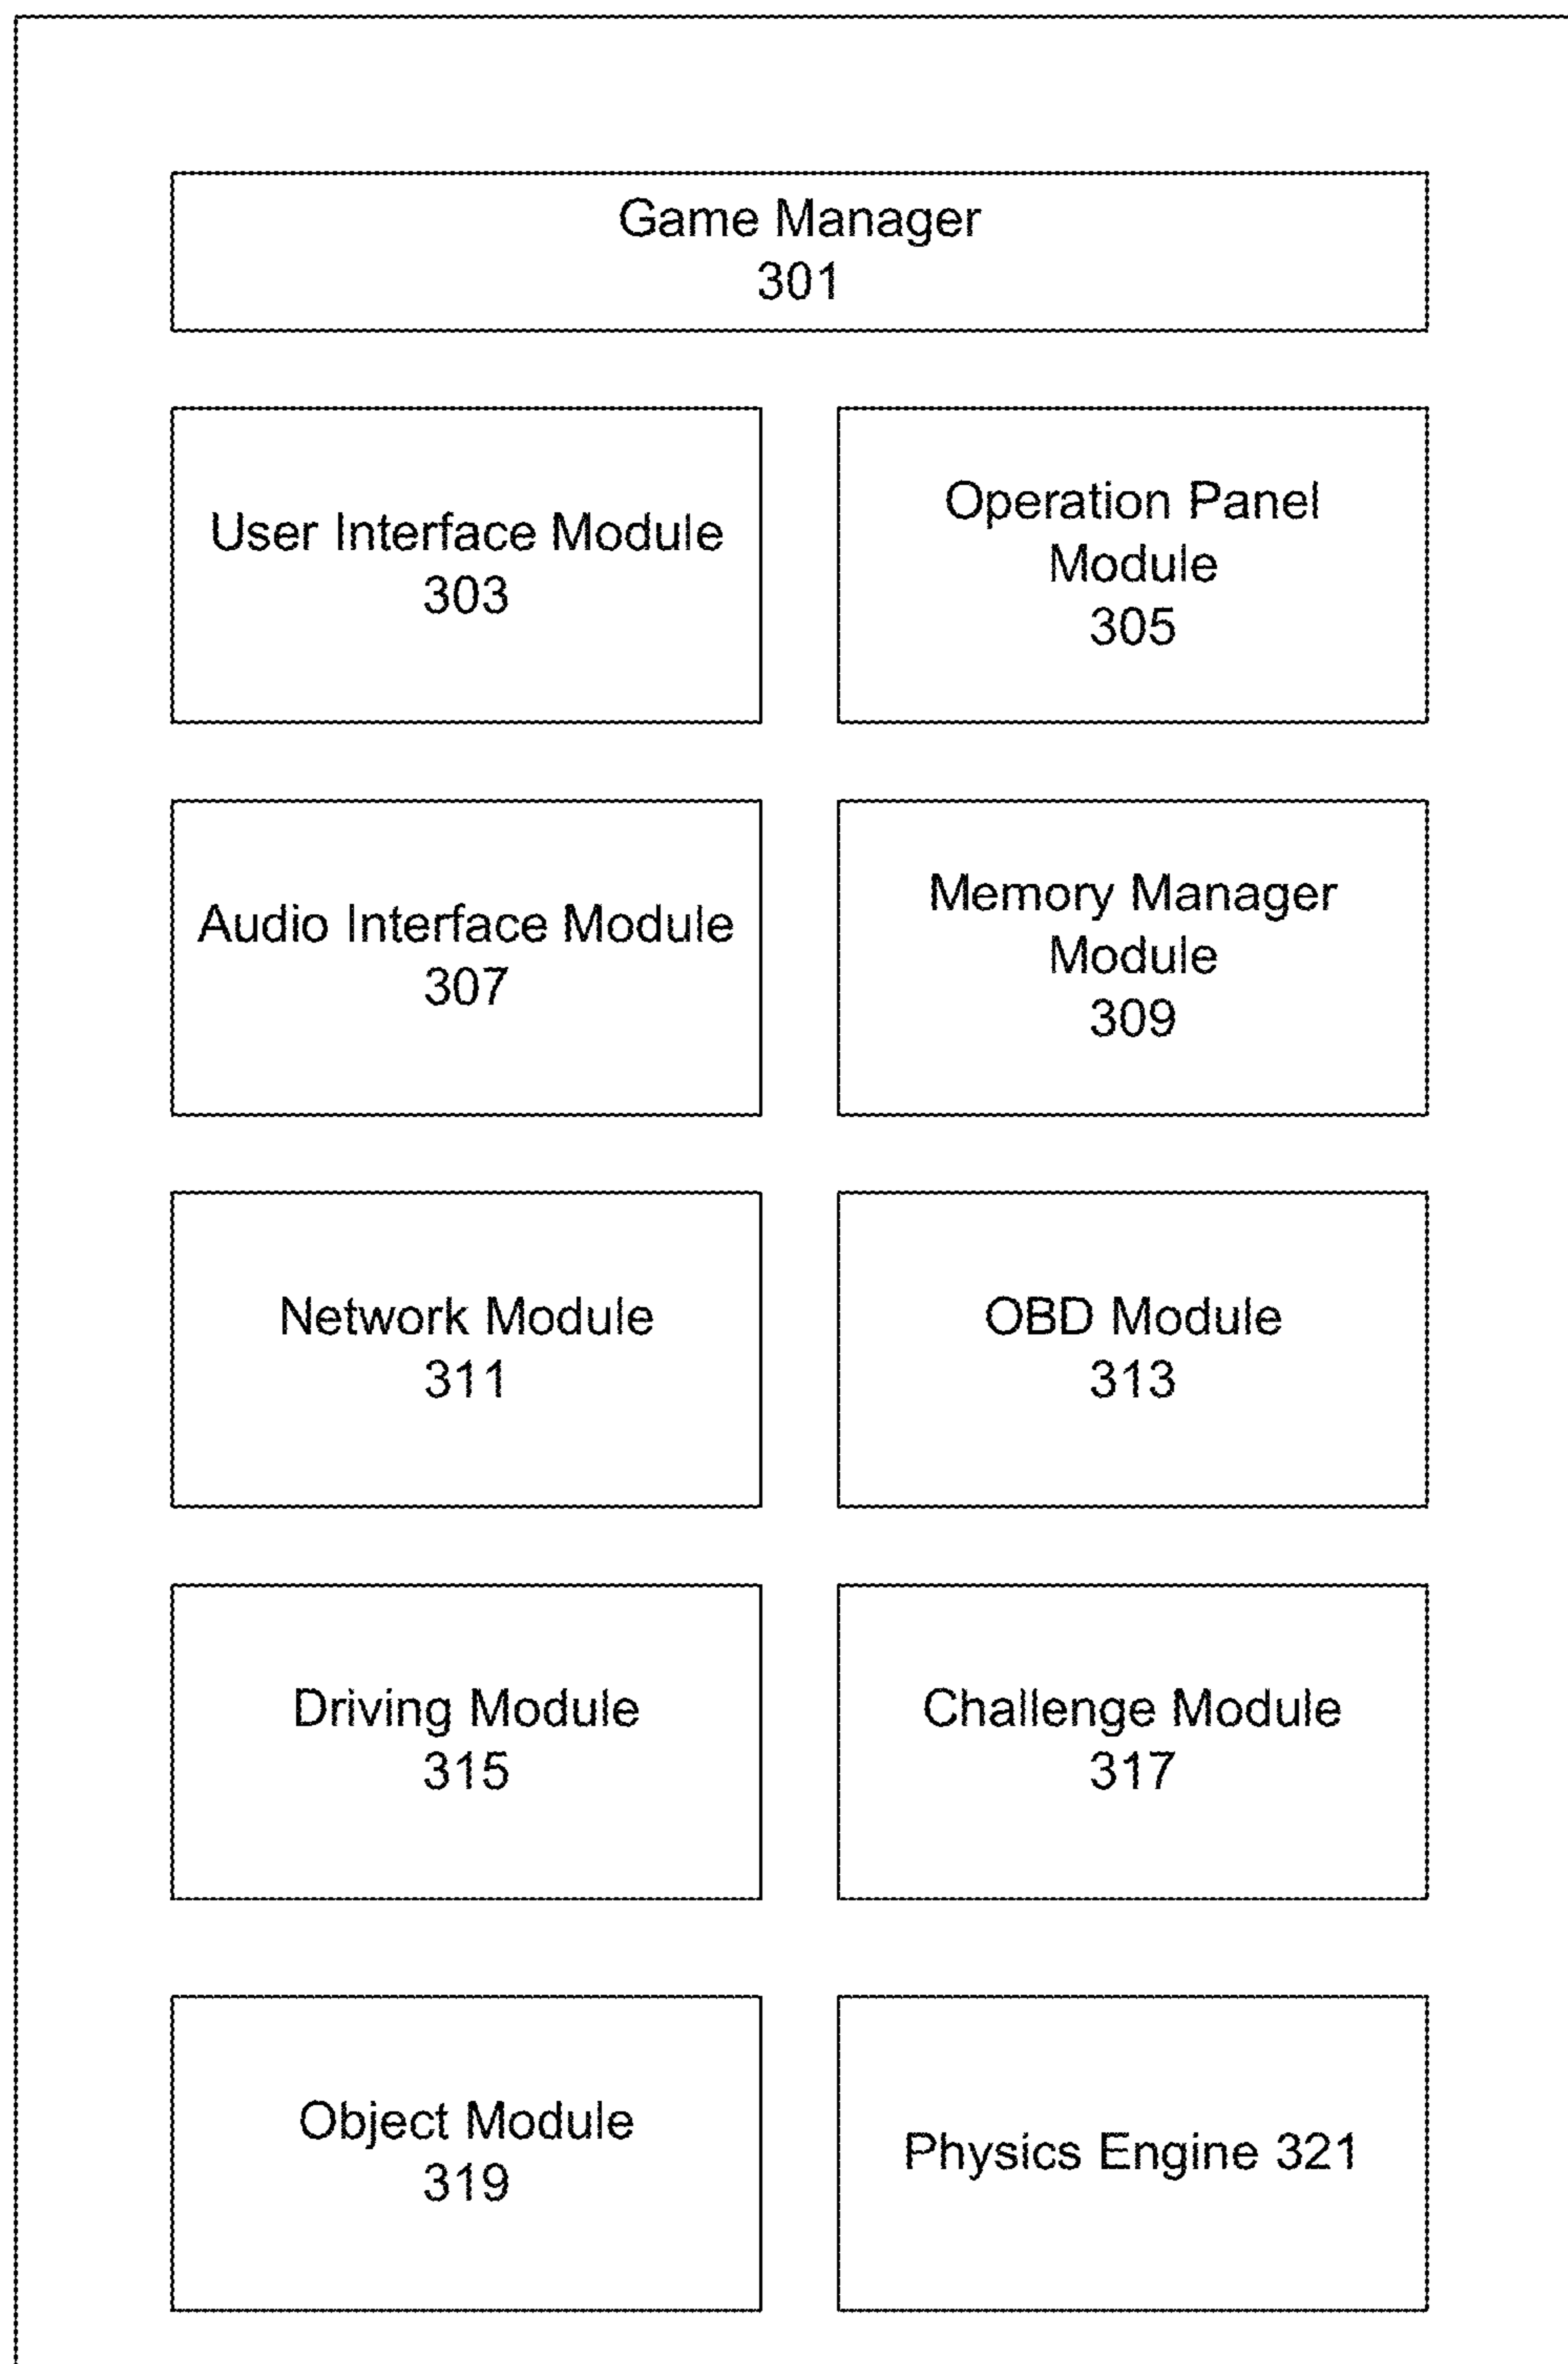 Game Manager
301
User Interface Module
303
Operation Panel
Module
305
Audio Interface Module
307
Memory Manager
Module
309
Network Module
311
OBD Module
313
Driving Module
315
Challenge Module
317
Object Module
319
Physics Engine 321